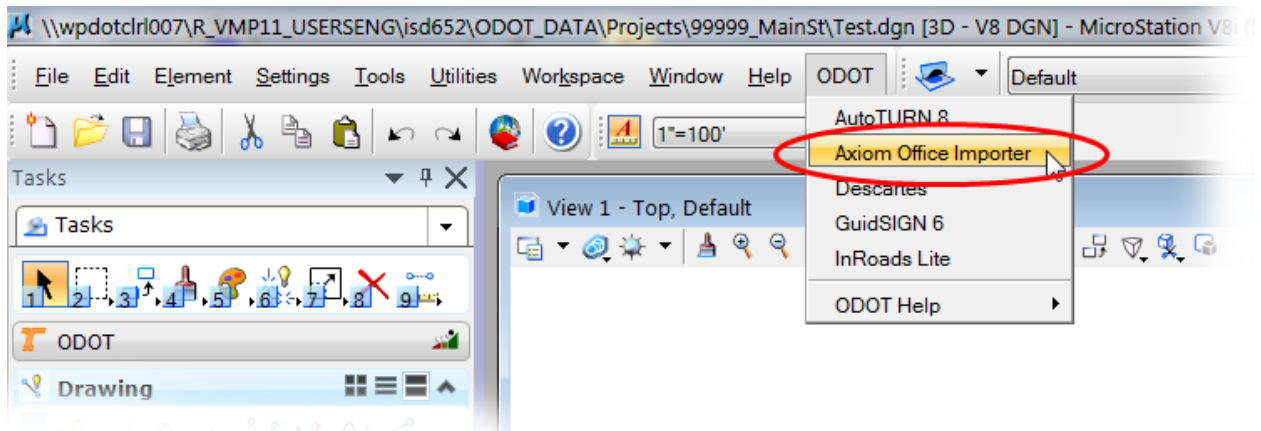 \\wpdotclrl007\R_VMP11_USERSENG\isd652\ODOT_DATA\Projects\99999_MainSt\Test.dgn [3D - V8 DGN] - MicroStation V8i
File Edit Element Settings Tools Utilities Workspace Window Help ODOT Default
1"=100'
AutoTURN 8
Axiom Office Importer
Descartes
GuidSIGN 6
InRoads Lite
ODOT Help
Tasks
Tasks
1 2 3 4 5 6 7 8 9
ODOT
Drawing
View 1 - Top, Default